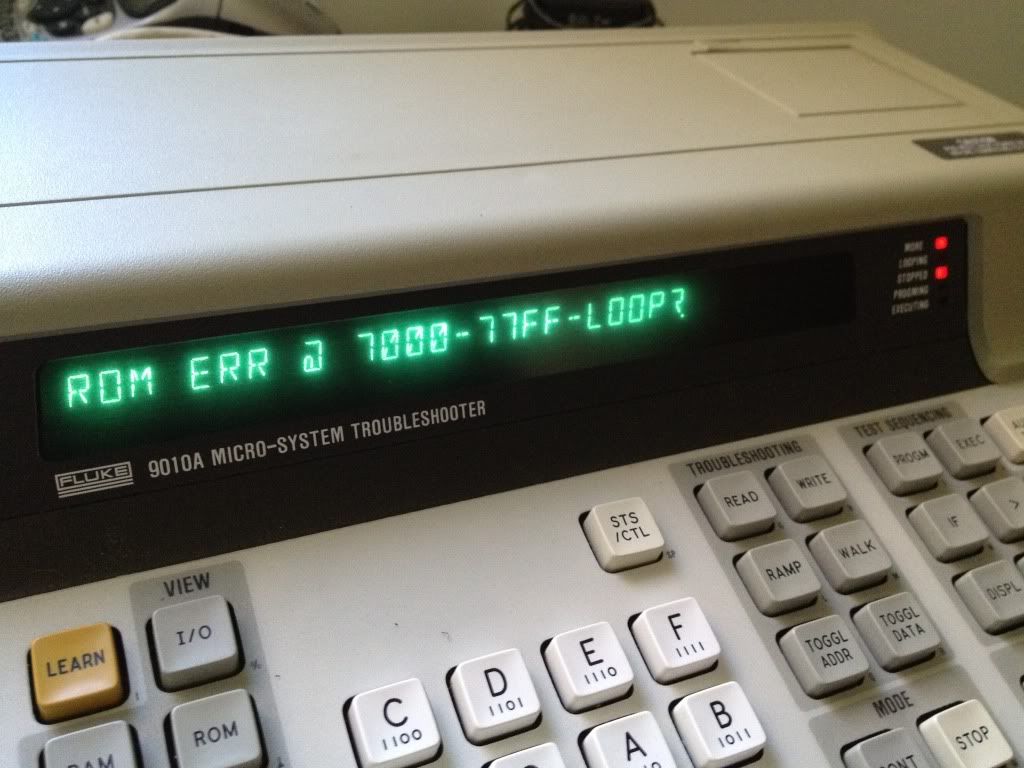 MORE
LOOPING
STOPPED
PROGMING
EXECUTING
ROM ERR @ 7000-77FF-LOOP?
FLUKE 9010A MICRO-SYSTEM TROUBLESHOOTER
TROUBLESHOOTING
TEST SEQUENCING
READ
WRITE
PROGM
EXEC
STS
/CTL
RAMP
WALK
IF
>
VIEW
I/O
LEARN
TOGGL
ADDR
TOGGL
DATA
DISPL
C
1100
D
1101
E
1110
F
1111
MODE
RAM
ROM
A
B
1011
STOP